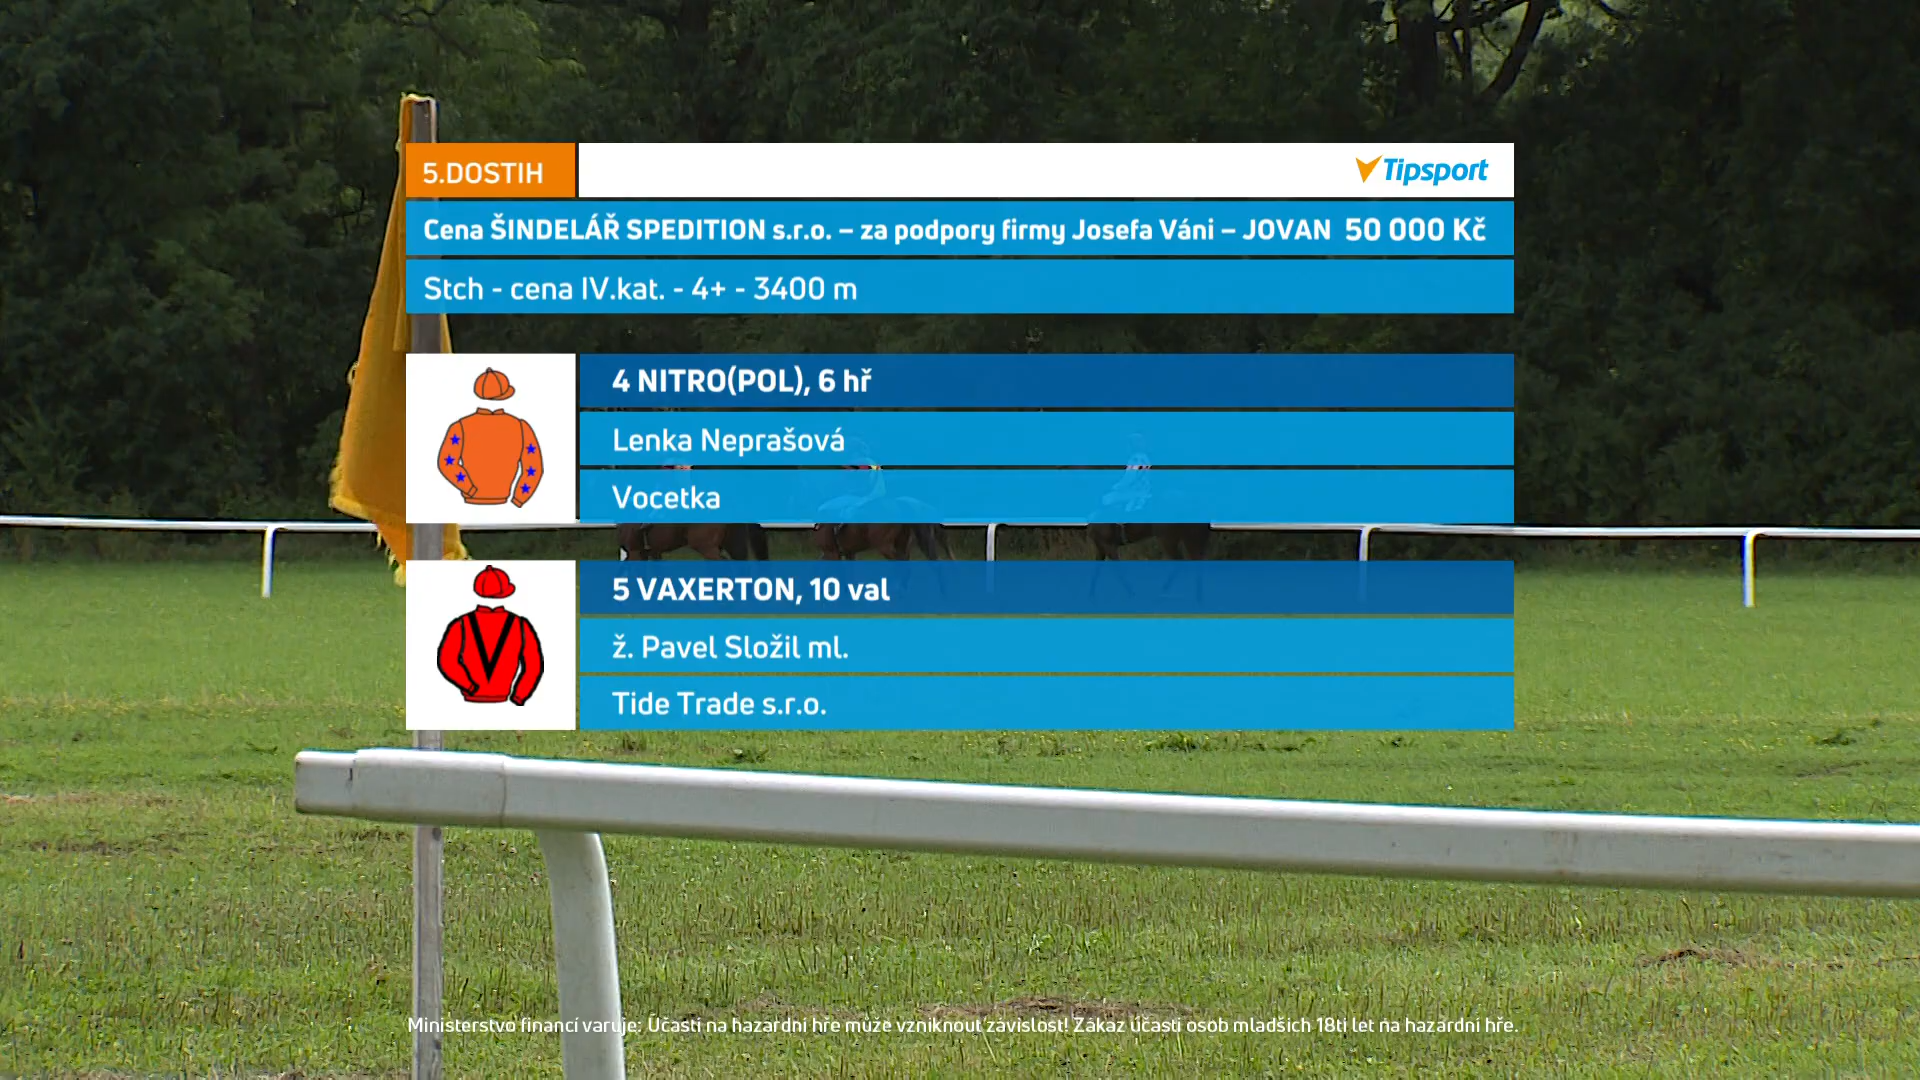 5.DOSTIH
Tipsport
Cena ŠINDELÁŘ SPEDITION s.r.o. – za podpory firmy Josefa Váni – JOVAN 50 000 Kč
Stch - cena IV.kat. - 4+ - 3400 m
4 NITRO(POL), 6 hř
Lenka Neprašová
Vocetka
5 VAXERTON, 10 val
ž. Pavel Složil ml.
Tide Trade s.r.o.
Ministerstvo financí varuje: Účastí na hazardní hře může vzniknout závislost! Zákaz účasti osob mladších 18ti let na hazardní hře.